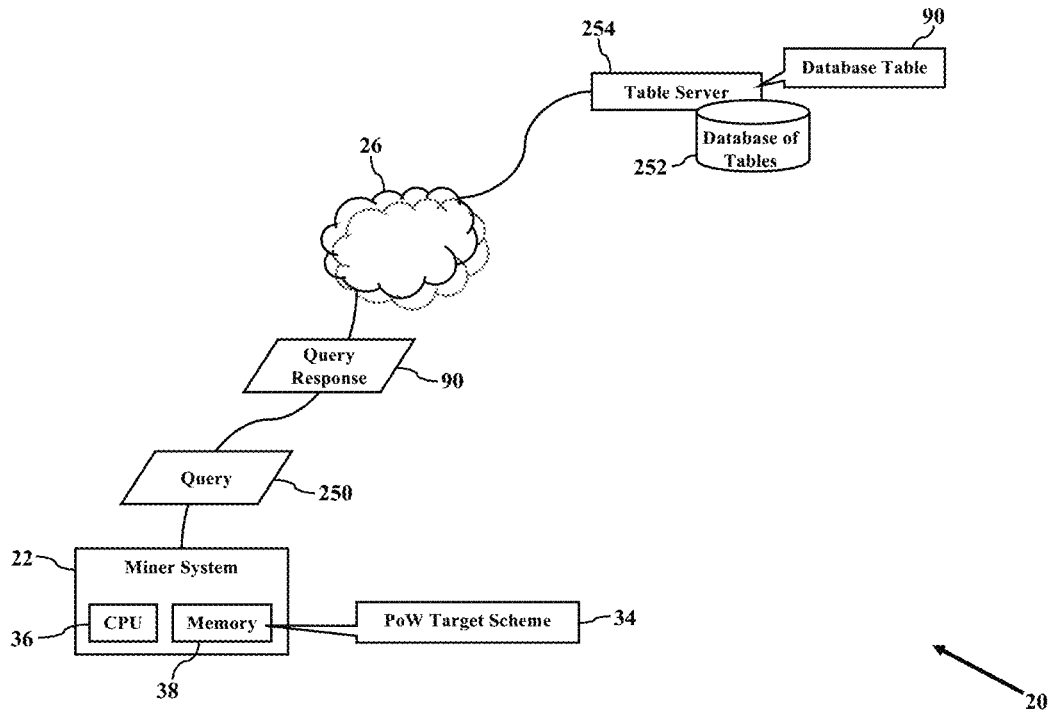 90
254
Database Table
Table Server
26
Database of
Tables
252
Query
Response
90
Query
250
22
Miner System
CPU
Memory
PoW Target Scheme
34
36
38
20